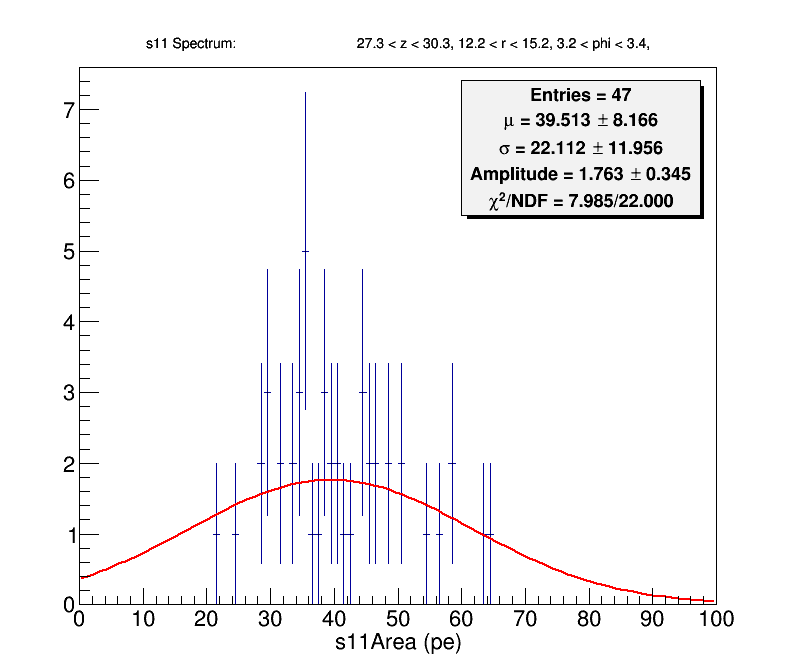 s11 Spectrum: 27.3 < z < 30.3, 12.2 < r < 15.2, 3.2 < phi < 3.4,
Entries = 47
μ = 39.513 ± 8.166
σ = 22.112 ± 11.956
Amplitude = 1.763 ± 0.345
χ²/NDF = 7.985/22.000
7
6
5
4
3
2
1
0
0 10 20 30 40 50 60 70 80 90 100
s11Area (pe)